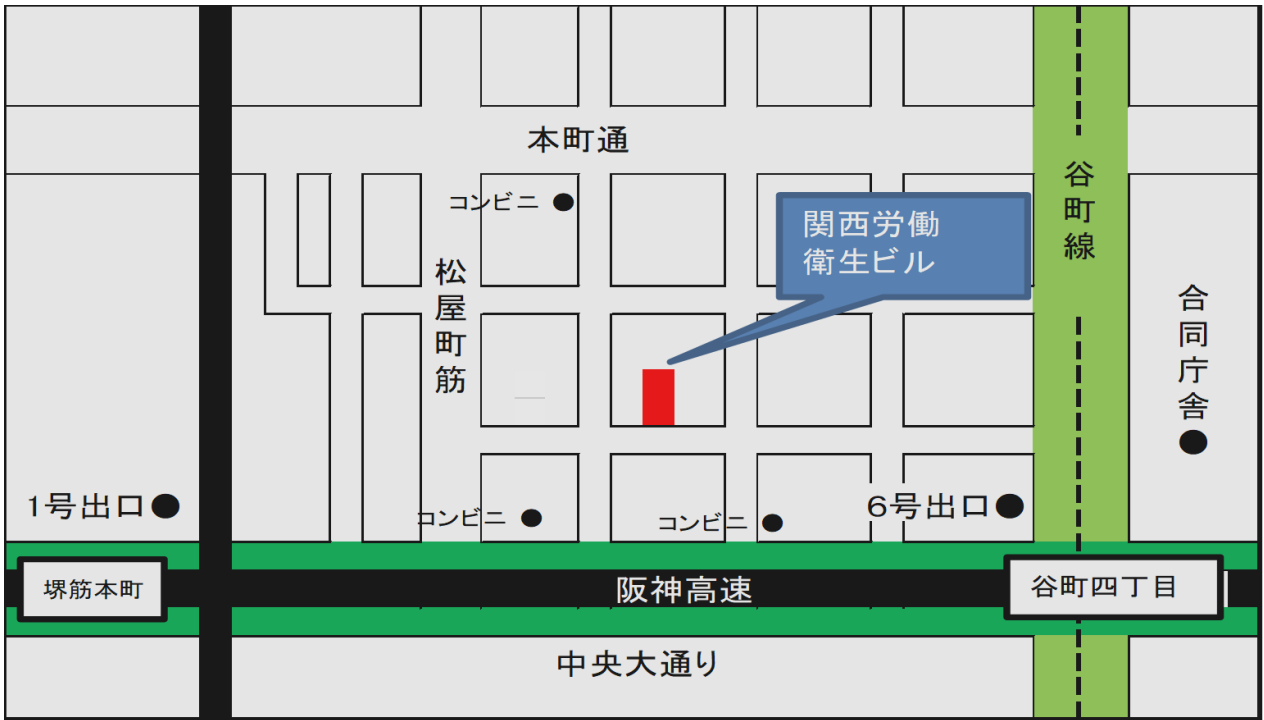 本町通
谷町線
コンビニ
関西労働
衛生ビル
松屋町筋
合同庁舎
1号出口
コンビニ
コンビニ
6号出口
堺筋本町
阪神高速
谷町四丁目
中央大通り